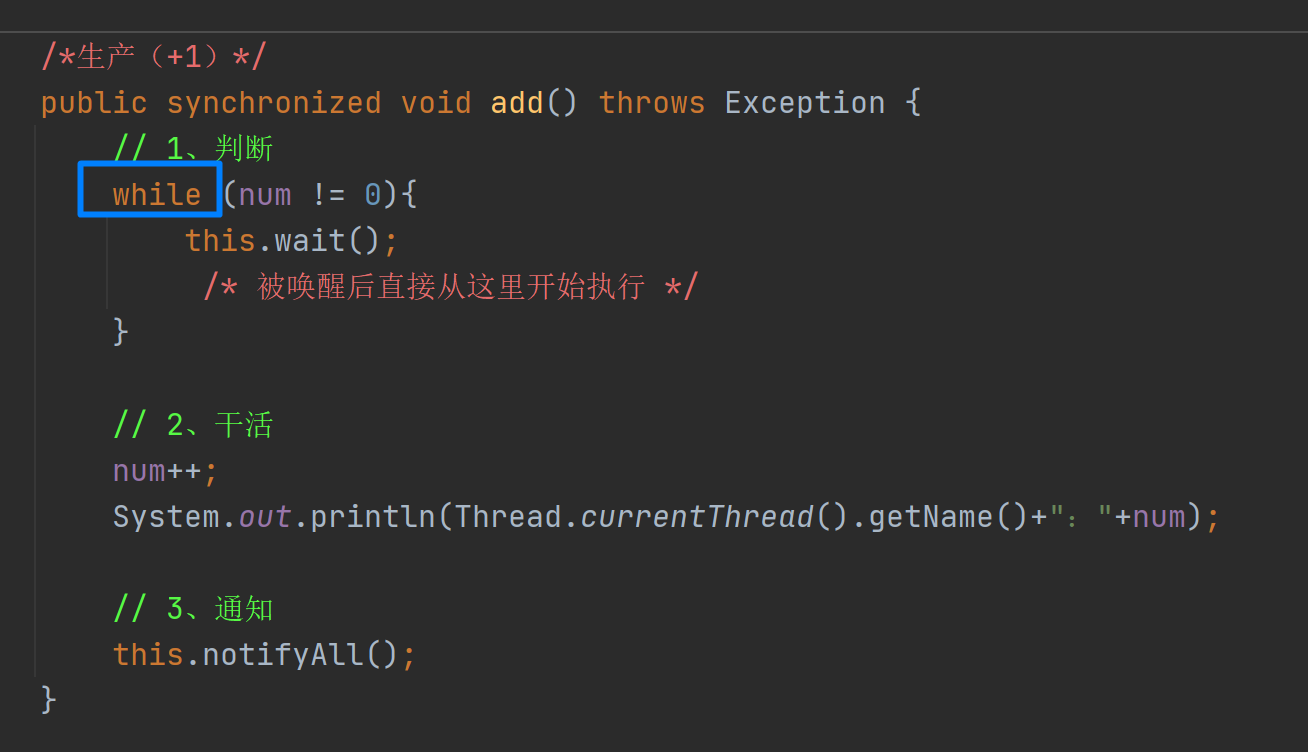 /*生产（+1）*/
public synchronized void add() throws Exception {
// 1、判断
while (num != 0){
this.wait();
/* 被唤醒后直接从这里开始执行 */
}
// 2、干活
num++;
System.out.println(Thread.currentThread().getName()+"："+num);
// 3、通知
this.notifyAll();
}